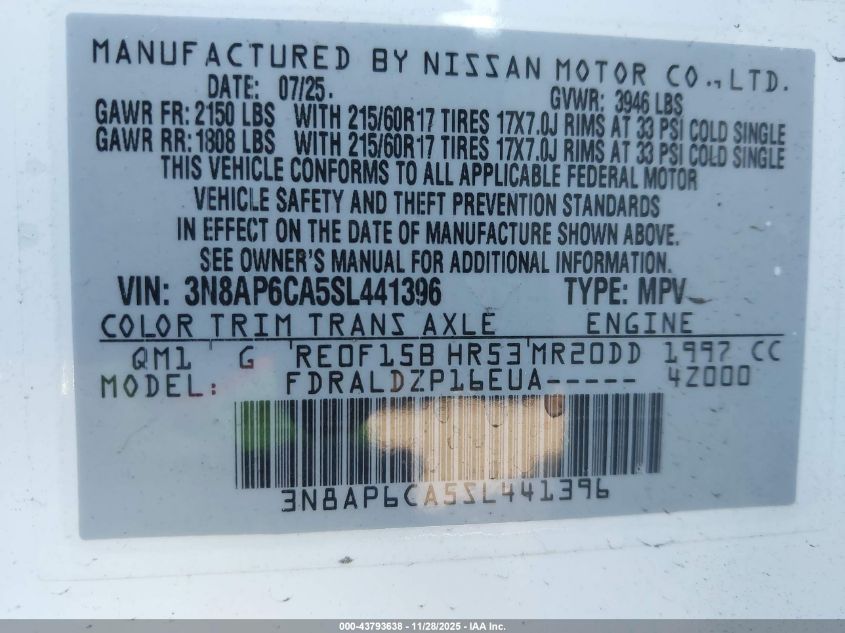 MANUFACTURED BY NISSAN MOTOR CO., LTD.
DATE: 07/25. GVWR: 3946 LBS
GAWR FR: 2150 LBS WITH 215/60R17 TIRES 17X7.0J RIMS AT 33 PSI COLD SINGLE
GAWR RR: 1808 LBS WITH 215/60R17 TIRES 17X7.0J RIMS AT 33 PSI COLD SINGLE
THIS VEHICLE CONFORMS TO ALL APPLICABLE FEDERAL MOTOR
VEHICLE SAFETY AND THEFT PREVENTION STANDARDS
IN EFFECT ON THE DATE OF MANUFACTURE SHOWN ABOVE.
SEE OWNER'S MANUAL FOR ADDITIONAL INFORMATION.
VIN: 3N8AP6CA5SL441396 TYPE: MPV
COLOR TRIM TRANS AXLE ENGINE
QM1 G RE0F15B HR53 MR20DD 1997 CC
MODEL: FDRALDZP16EUA----- 4Z000
3N8AP6CA5SL441396
000-43793638 - 11/28/2025 - IAA Inc.